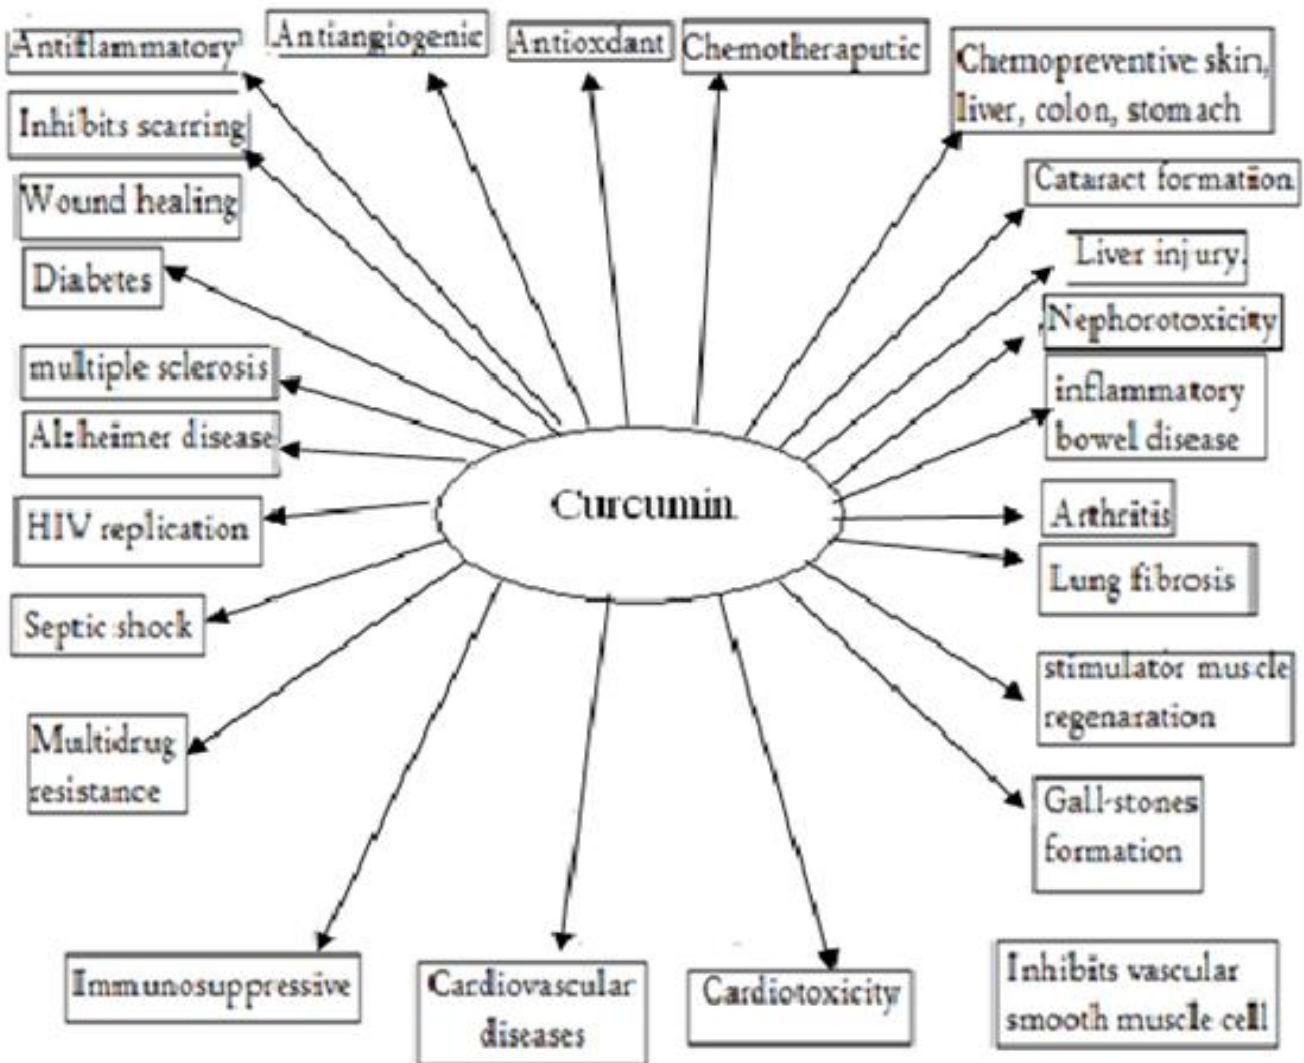 Antiflammatory
Antiangiogenic
Antioxdant
Chemotheraputic
Chemopreventive skin,
liver, colon, stomach
Inhibits scarring
Cataract formation
Wound healing
Liver injury.
Diabetes
Nephorotoxicity
multiple sclerosis
inflammatory
bowel disease
Alzheimer disease
Curcumin
HIV replication
Arthritis
Lung fibrosis
Septic shock
stimulator muscle
regenaration
Multidrug
resistance
Gall-stones
formation
Immunosuppressive
Cardiovascular
diseases
Cardiotoxicity
Inhibits vascular
smooth muscle cell